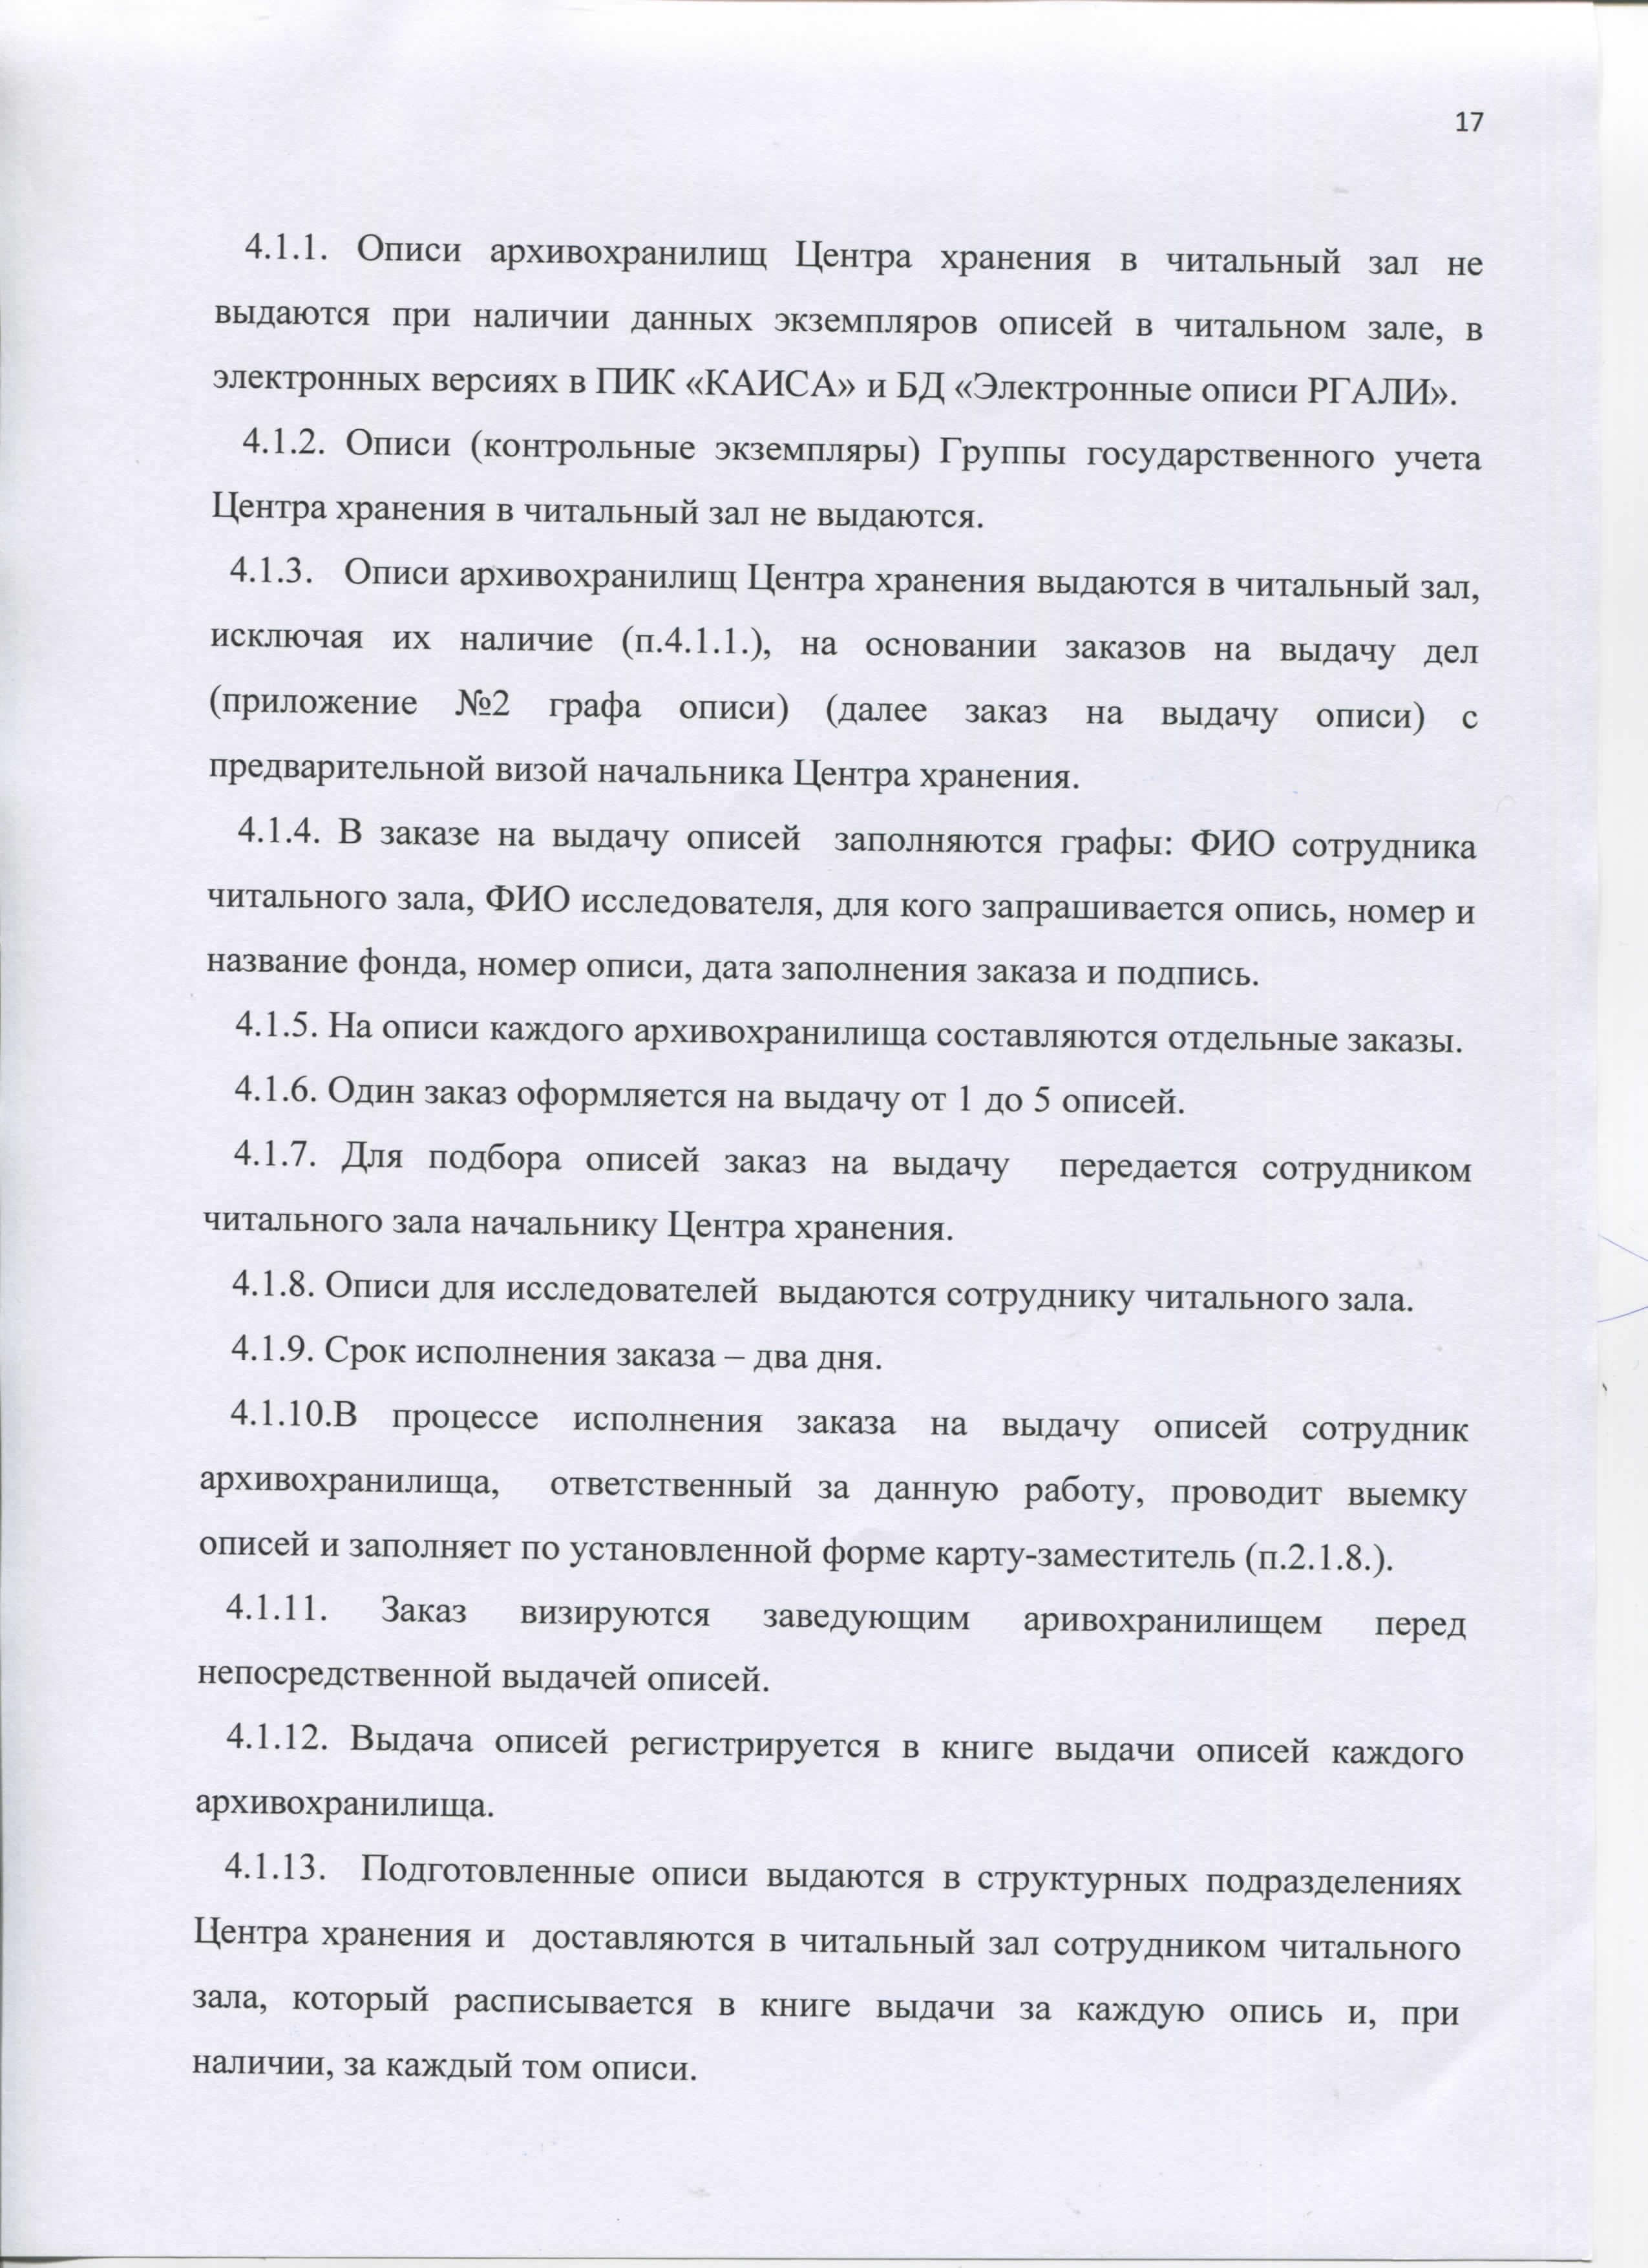 17
4.1.1. Описи архивохранилищ Центра хранения в читальный зал не
выдаются при наличии данных экземпляров описей в читальном зале, в
электронных версиях в ПИК «КАИСА» и БД «Электронные описи РГАЛИ».
4.1.2. Описи (контрольные экземпляры) Группы государственного учета
Центра хранения в читальный зал не выдаются.
4.1.3. Описи архивохранилищ Центра хранения выдаются в читальный зал,
исключая их наличие (п.4.1.1.), на основании заказов на выдачу дел
(приложение №2 графа описи) (далее заказ на выдачу описи) с
предварительной визой начальника Центра хранения.
4.1.4. В заказе на выдачу описей заполняются графы: ФИО сотрудника
читального зала, ФИО исследователя, для кого запрашивается опись, номер и
название фонда, номер описи, дата заполнения заказа и подпись.
4.1.5. На описи каждого архивохранилища составляются отдельные заказы.
4.1.6. Один заказ оформляется на выдачу от 1 до 5 описей.
4.1.7. Для подбора описей заказ на выдачу передается сотрудником
читального зала начальнику Центра хранения.
4.1.8. Описи для исследователей выдаются сотруднику читального зала.
4.1.9. Срок исполнения заказа – два дня.
4.1.10.В процессе исполнения заказа на выдачу описей сотрудник
архивохранилища, ответственный за данную работу, проводит выемку
описей и заполняет по установленной форме карту-заместитель (п.2.1.8.).
4.1.11. Заказ визируются заведующим аривохранилищем перед
непосредственной выдачей описей.
4.1.12. Выдача описей регистрируется в книге выдачи описей каждого
архивохранилища.
4.1.13. Подготовленные описи выдаются в структурных подразделениях
Центра хранения и доставляются в читальный зал сотрудником читального
зала, который расписывается в книге выдачи за каждую опись и, при
наличии, за каждый том описи.